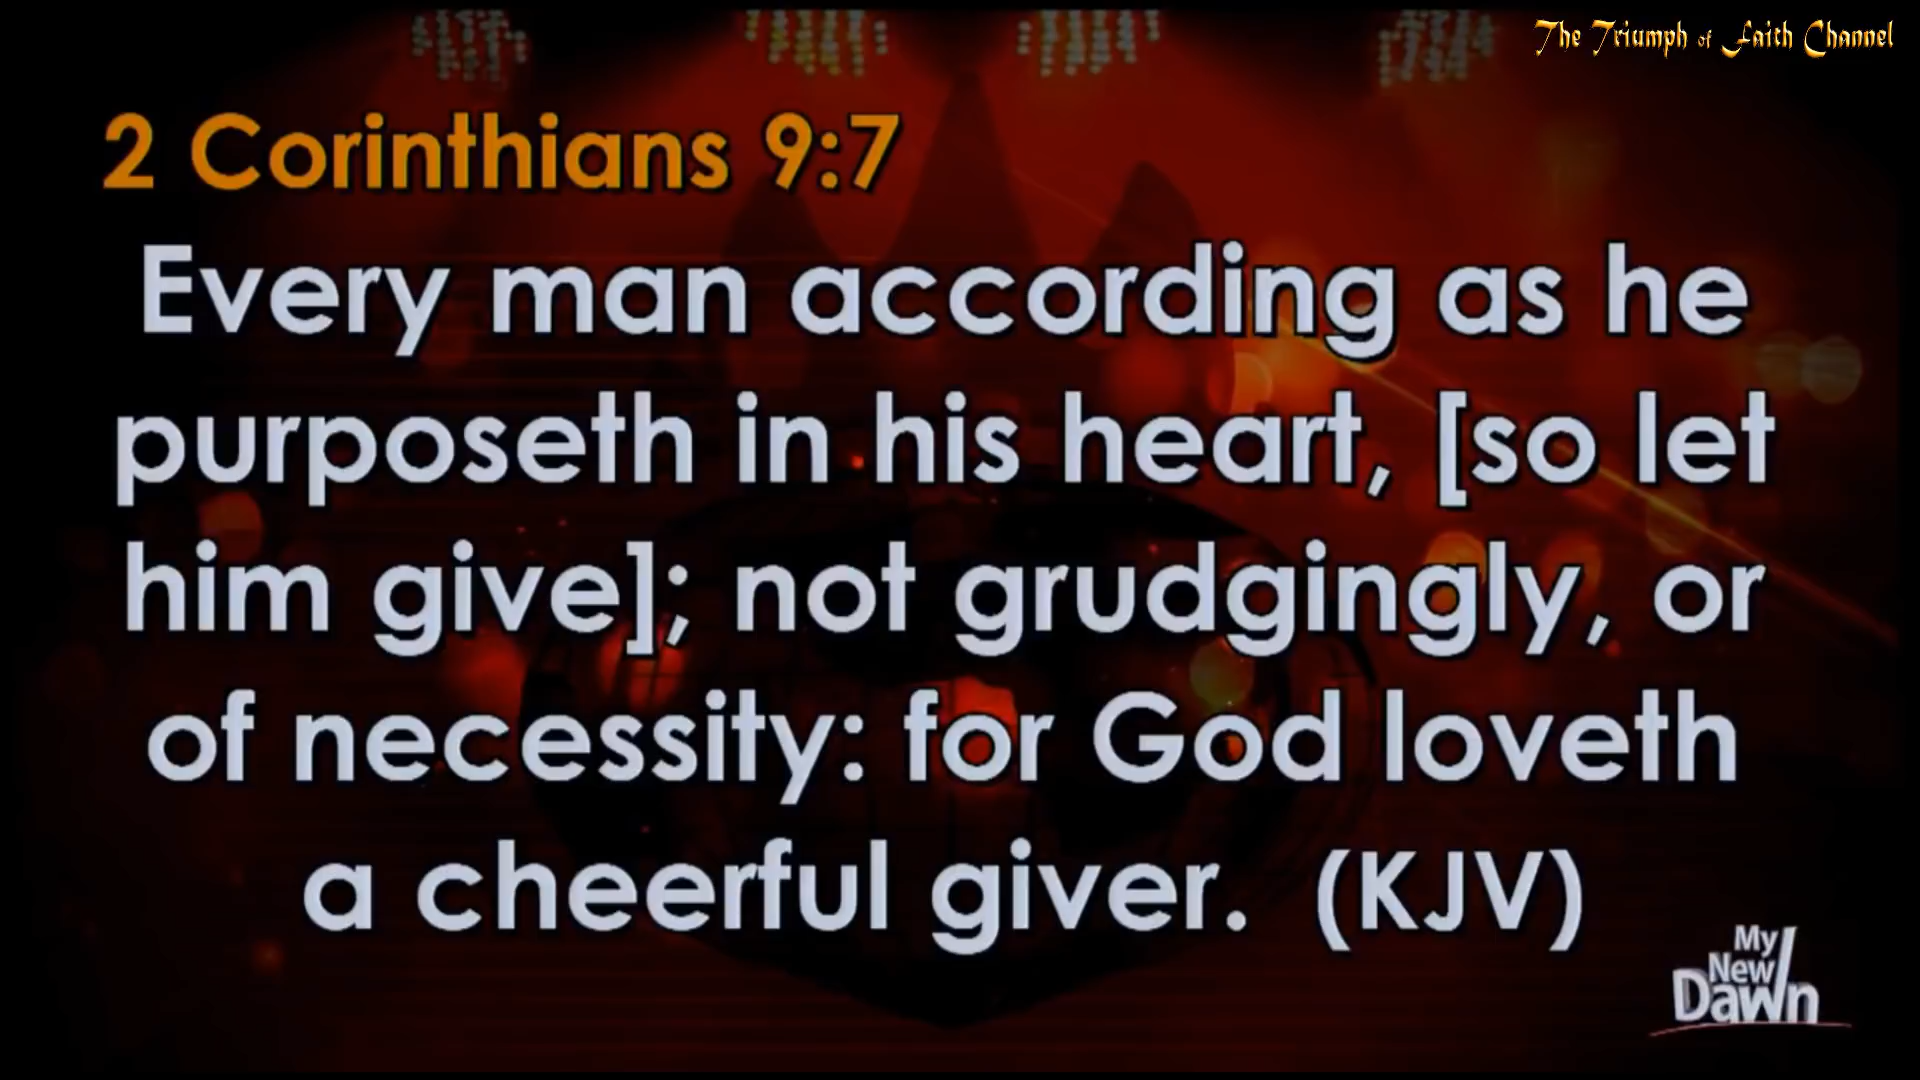 The Triumph of Faith Channel
2 Corinthians 9:7
Every man according as he
purposeth in his heart, [so let
him give]; not grudgingly, or
of necessity: for God loveth
a cheerful giver. (KJV)
My
New
Dawn